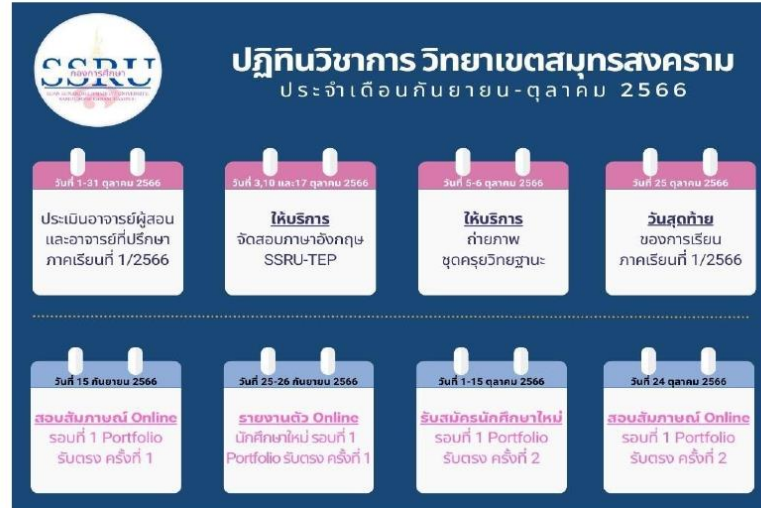 SSRU
กองการศึกษา
ปฏิทินวิชาการ วิทยาเขตสมุทรสงคราม
ประจำเดือนกันยายน-ตุลาคม 2566
วันที่ 1-31 ตุลาคม 2566
ประเมินอาจารย์ผู้สอน
และอาจารย์ที่ปรึกษา
ภาคเรียนที่ 1/2566
วันที่ 3,10 และ17 ตุลาคม 2566
ให้บริการ
จัดสอบภาษาอังกฤษ
SSRU-TEP
วันที่ 5-6 ตุลาคม 2566
ให้บริการ
ถ่ายภาพ
ชุดครุยวิทยฐานะ
วันที่ 25 ตุลาคม 2566
วันสุดท้าย
ของการเรียน
ภาคเรียนที่ 1/2566
วันที่ 15 กันยายน 2566
สอบสัมภาษณ์ Online
รอบที่ 1 Portfolio
รับตรง ครั้งที่ 1
วันที่ 25-26 กันยายน 2566
รายงานตัว Online
นักศึกษาใหม่ รอบที่ 1
Portfolio รับตรง ครั้งที่ 1
วันที่ 1-15 ตุลาคม 2566
รับสมัครนักศึกษาใหม่
รอบที่ 1 Portfolio
รับตรง ครั้งที่ 2
วันที่ 24 ตุลาคม 2566
สอบสัมภาษณ์ Online
รอบที่ 1 Portfolio
รับตรง ครั้งที่ 2